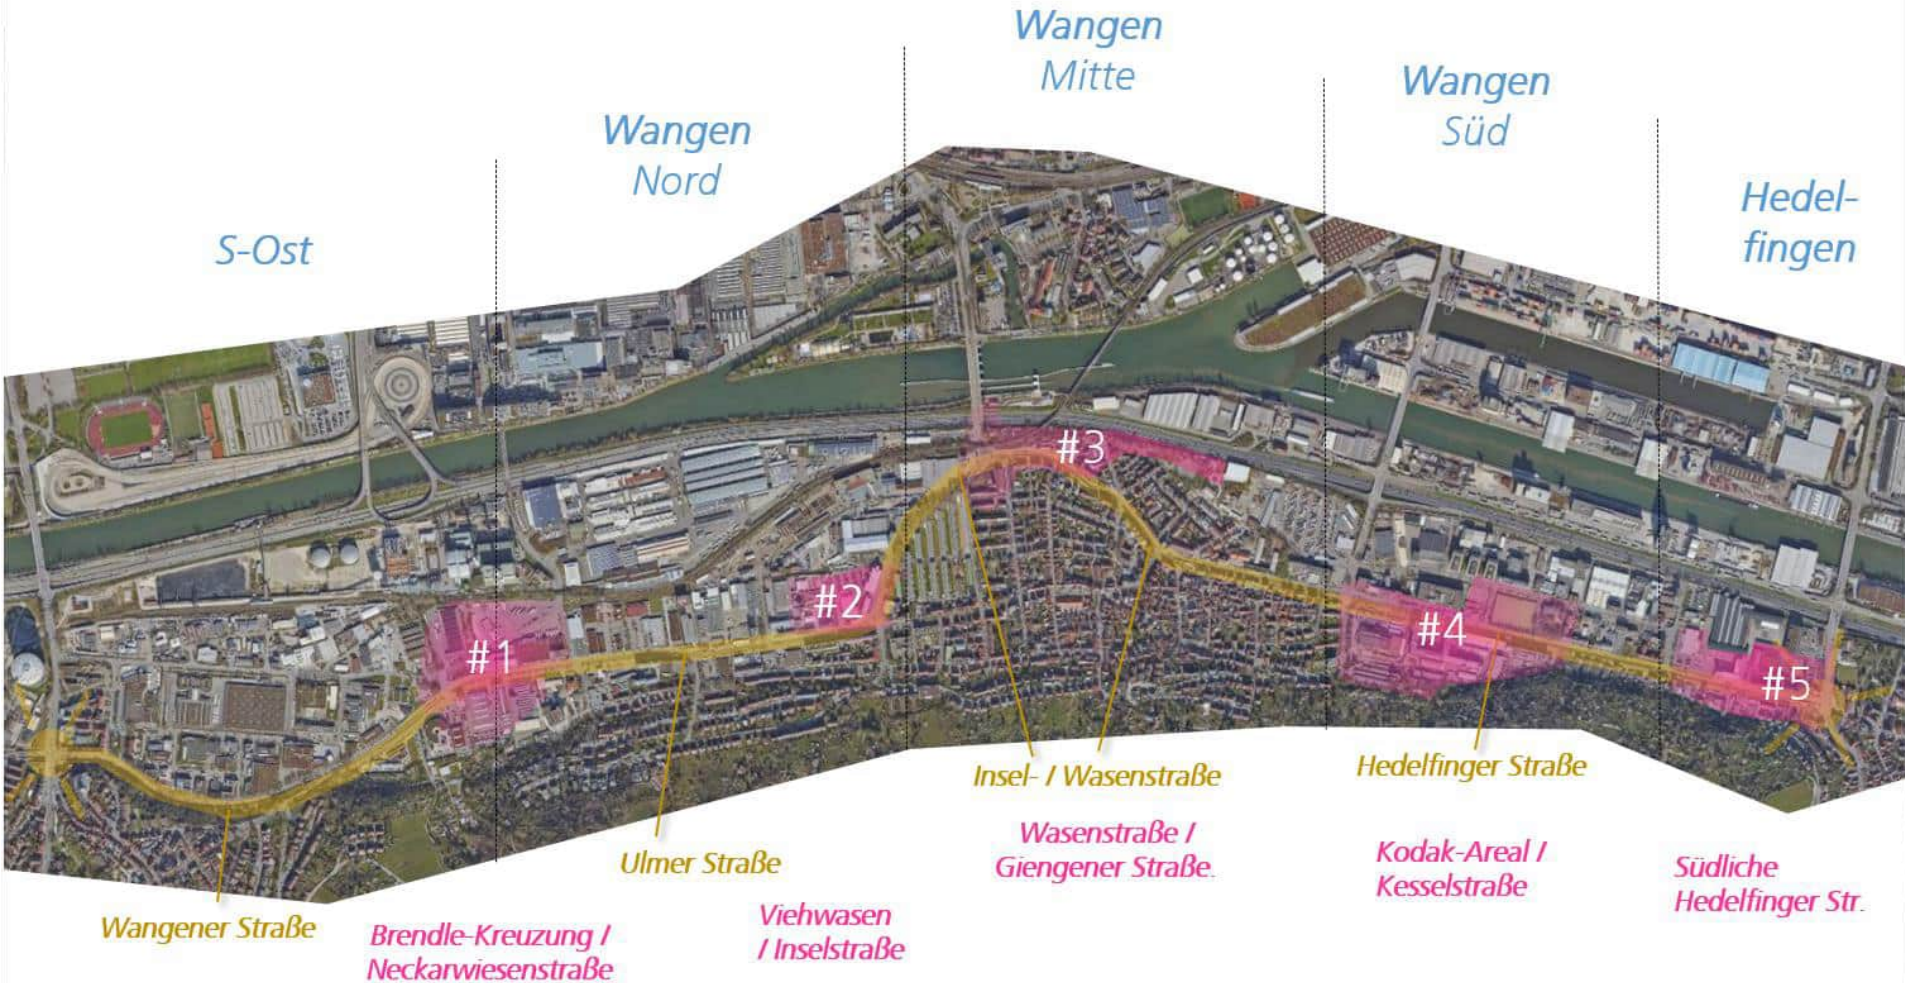 Wangen
Mitte
Wangen
Süd
Wangen
Nord
Hedel-
fingen
S-Ost
#3
#2
#4
#1
#5
Insel- / Wasenstraße
Hedelfinger Straße
Wasenstraße /
Giengener Straße.
Kodak-Areal /
Kesselstraße
Ulmer Straße
Südliche
Hedelfinger Str.
Viehwasen
/ Inselstraße
Wangener Straße
Brendle-Kreuzung /
Neckarwiesenstraße